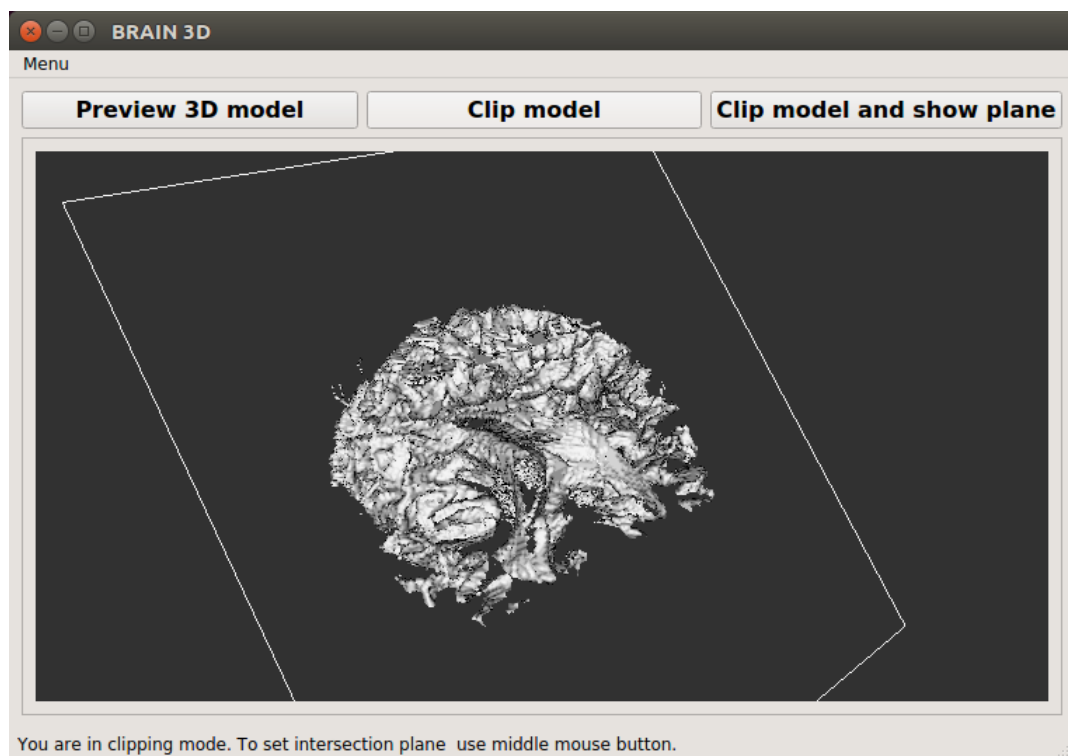 BRAIN 3D
Menu
Preview 3D model
Clip model
Clip model and show plane
You are in clipping mode. To set intersection plane  use middle mouse button.